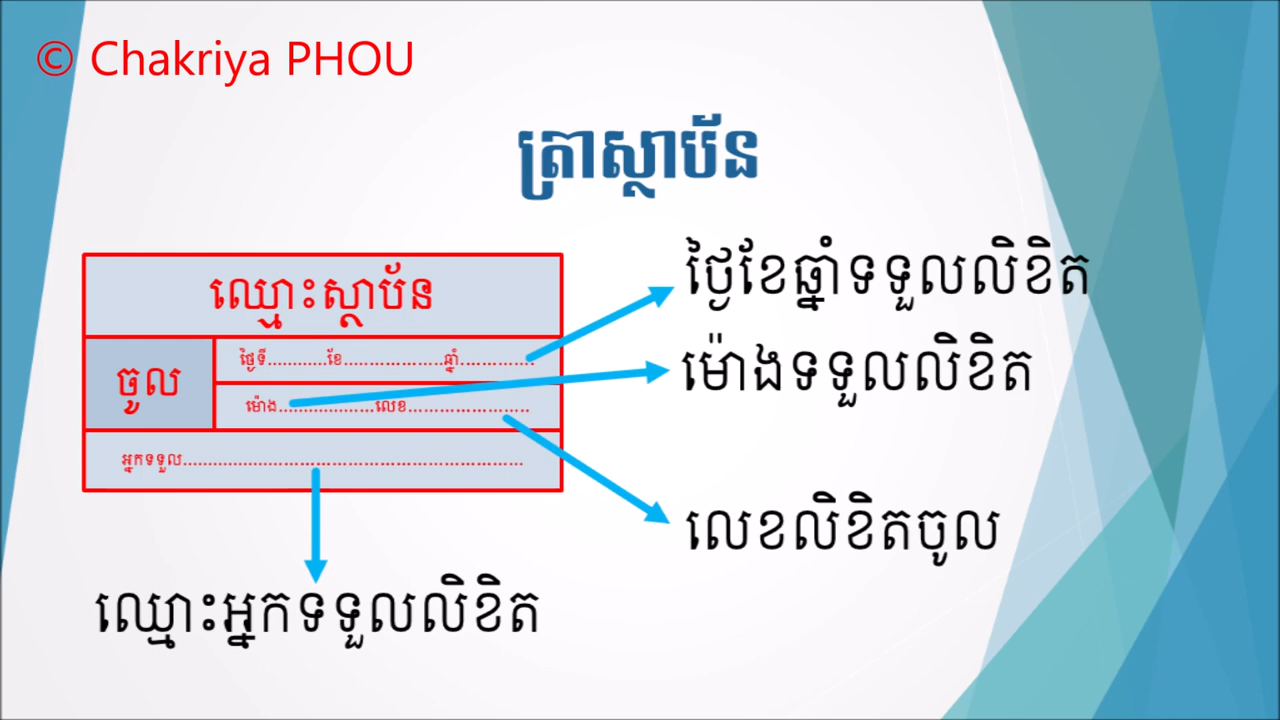 © Chakriya PHOU
ត្រាស្ថាប័ន
ឈ្មោះស្ថាប័ន
ចូល
ថ្ងៃទី...........ខែ..................ឆ្នាំ..............
ម៉ោង..................លេខ.......................
អ្នកទទួល................................................................
ថ្ងៃខែឆ្នាំទទួលលិខិត
ម៉ោងទទួលលិខិត
លេខលិខិតចូល
ឈ្មោះអ្នកទទួលលិខិត